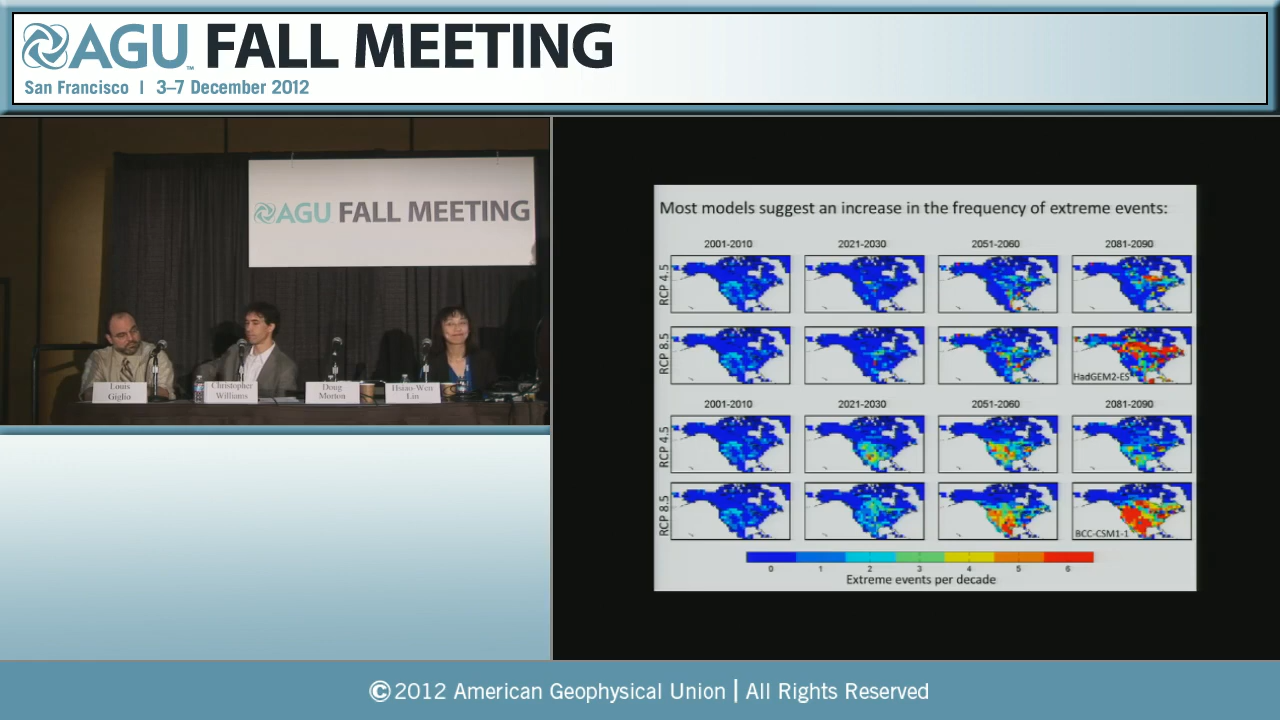 AGU FALL MEETING
San Francisco | 3–7 December 2012
AGU FALL MEETING
Louis
Giglio
Christopher
Williams
Doug
Morton
Hsiao-Wen
Lin
Most models suggest an increase in the frequency of extreme events:
2001-2010 2021-2030 2051-2060 2081-2090
RCP 4.5
RCP 8.5
HadGEM2-ES
2001-2010 2021-2030 2051-2060 2081-2090
RCP 4.5
RCP 8.5
BCC-CSM1-1
0 1 2 3 4 5 6
Extreme events per decade
©2012 American Geophysical Union | All Rights Reserved